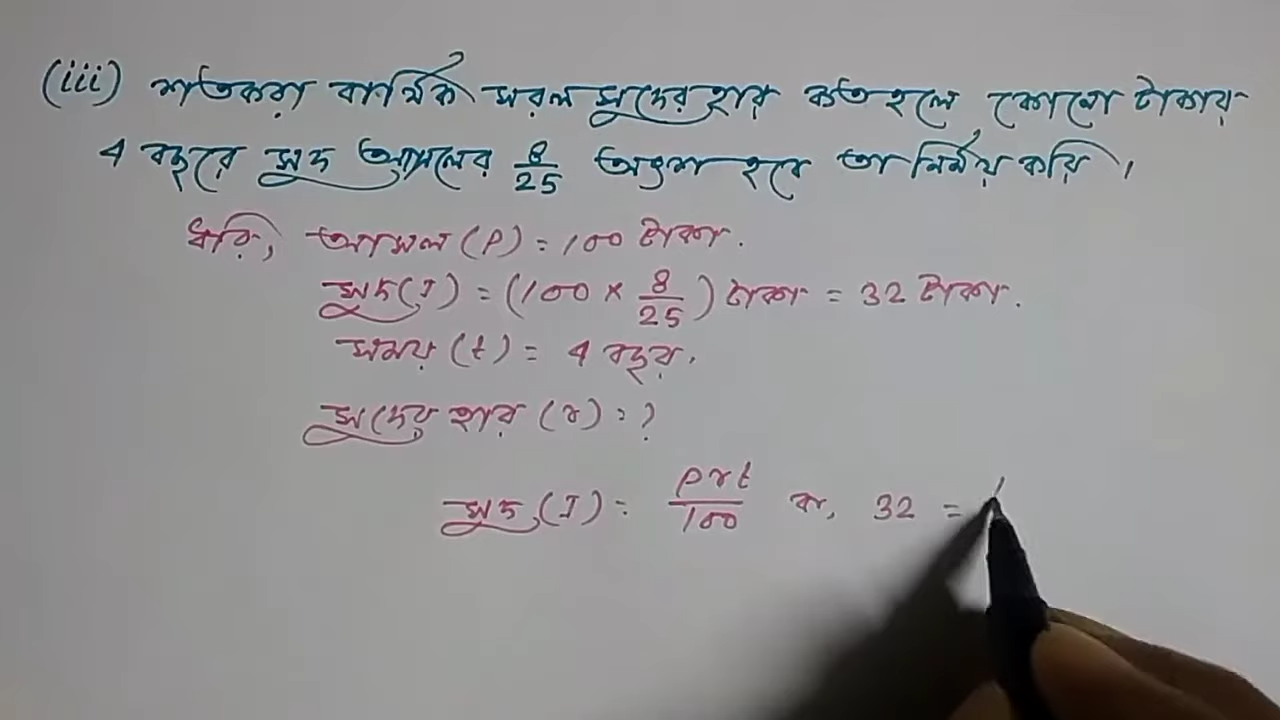 (iii) শতকরা বার্ষিক সরল সুদের হার কত হলে কোনো টাকায়
4 বছরে সুদ আসলের 8/25 অংশ হবে তা নির্ণয় করি।
ধরি, আসল (P) = 100 টাকা.
সুদ (I) = (100 × 8/25) টাকা = 32 টাকা.
সময় (t) = 4 বছর.
সুদের হার (r) = ?
সুদ (I) = prt/100 বা, 32 =